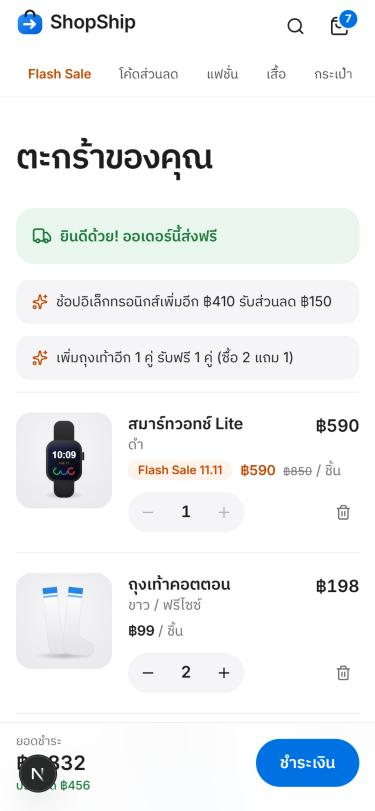 ShopShip
7
Flash Sale โค้ดส่วนลด แฟชั่น เสื้อ กระเป๋า
ตะกร้าของคุณ
ยินดีด้วย! ออเดอร์นี้ส่งฟรี
ช้อปอิเล็กทรอนิกส์เพิ่มอีก ฿410 รับส่วนลด ฿150
เพิ่มถุงเท้าอีก 1 คู่ รับฟรี 1 คู่ (ซื้อ 2 แถม 1)
10:09
สมาร์ทวอทช์ Lite ฿590
ดำ
Flash Sale 11.11 ฿590 ฿850 / ชิ้น
− 1 +
ถุงเท้าคอตตอน ฿198
ขาว / ฟรีไซซ์
฿99 / ชิ้น
− 2 +
ยอดชำระ
832
N
฿456
ชำระเงิน